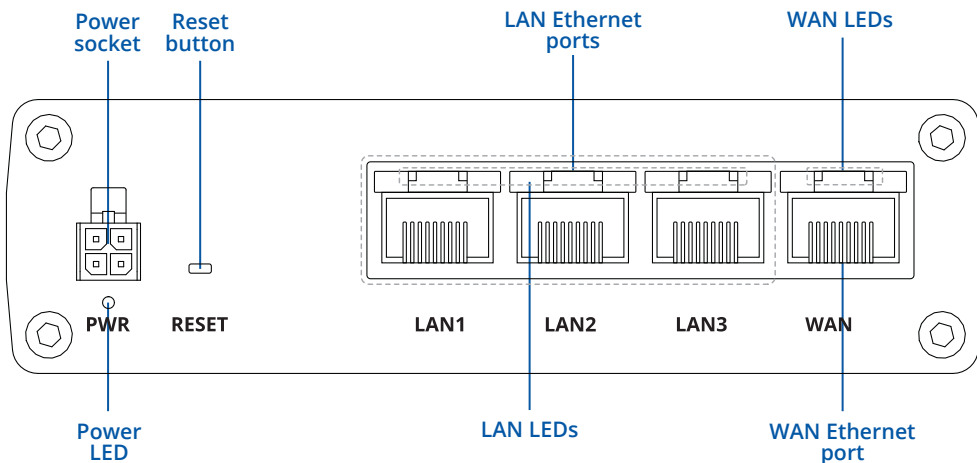 Power
socket
Reset
button
LAN Ethernet
ports
WAN LEDs
PWR
RESET
LAN1
LAN2
LAN3
WAN
Power
LED
LAN LEDs
WAN Ethernet
port